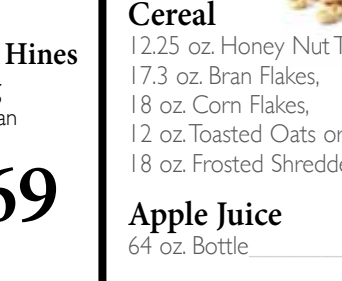 Hines
an
69
Cereal
12.25 oz. Honey Nut T
17.3 oz. Bran Flakes,
18 oz. Corn Flakes,
12 oz. Toasted Oats or
18 oz. Frosted Shredde
Apple Juice
64 oz. Bottle